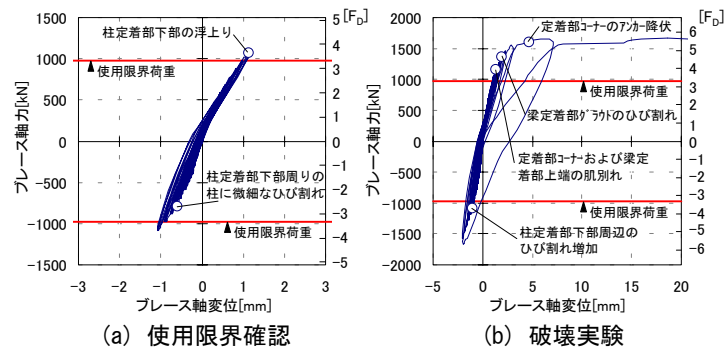 [F_D]
1500
1000
500
0
-500
-1000
-1500
5
4
3
2
1
0
-1
-2
-3
-4
-5
ブレース軸力[kN]
柱定着部下部の浮上り
使用限界荷重
柱定着部下部周りの
柱に微細なひび割れ
使用限界荷重
-3 -2 -1 0 1 2 3
ブレース軸変位[mm]
(a) 使用限界確認
[F_D]
2000
1500
1000
500
0
-500
-1000
-1500
-2000
6
5
4
3
2
1
0
-1
-2
-3
-4
-5
-6
ブレース軸力[kN]
定着部コーナーのアンカー降伏
使用限界荷重
梁定着部グラウドのひび割れ
定着部コーナーおよび梁定
着部上端の肌別れ
使用限界荷重
柱定着部下部周辺の
ひび割れ増加
-5 0 5 10 15 20
ブレース軸変位[mm]
(b) 破壊実験